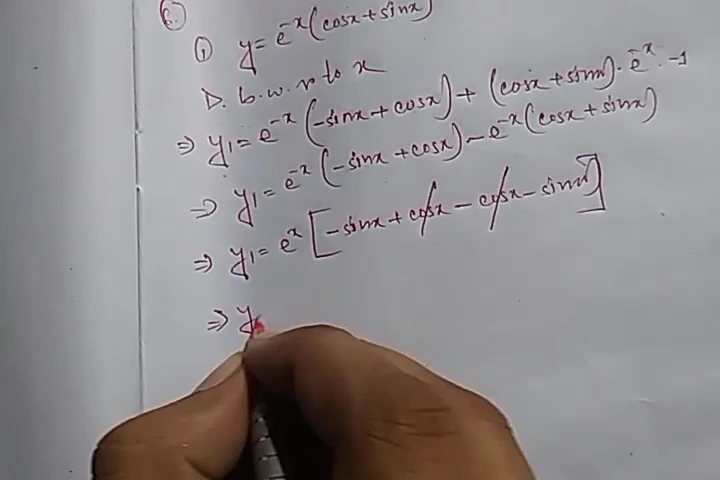 6.
① y = e^-x (cosx + sinx)
D. b. w. r to x
⇒ y₁ = e^-x (-sinx + cosx) + (cosx + sinx) · e^-x · -1
⇒ y₁ = e^-x (-sinx + cosx) - e^-x (cosx + sinx)
⇒ y₁ = e^x [-sinx + cosx - cosx - sinx]
⇒ y